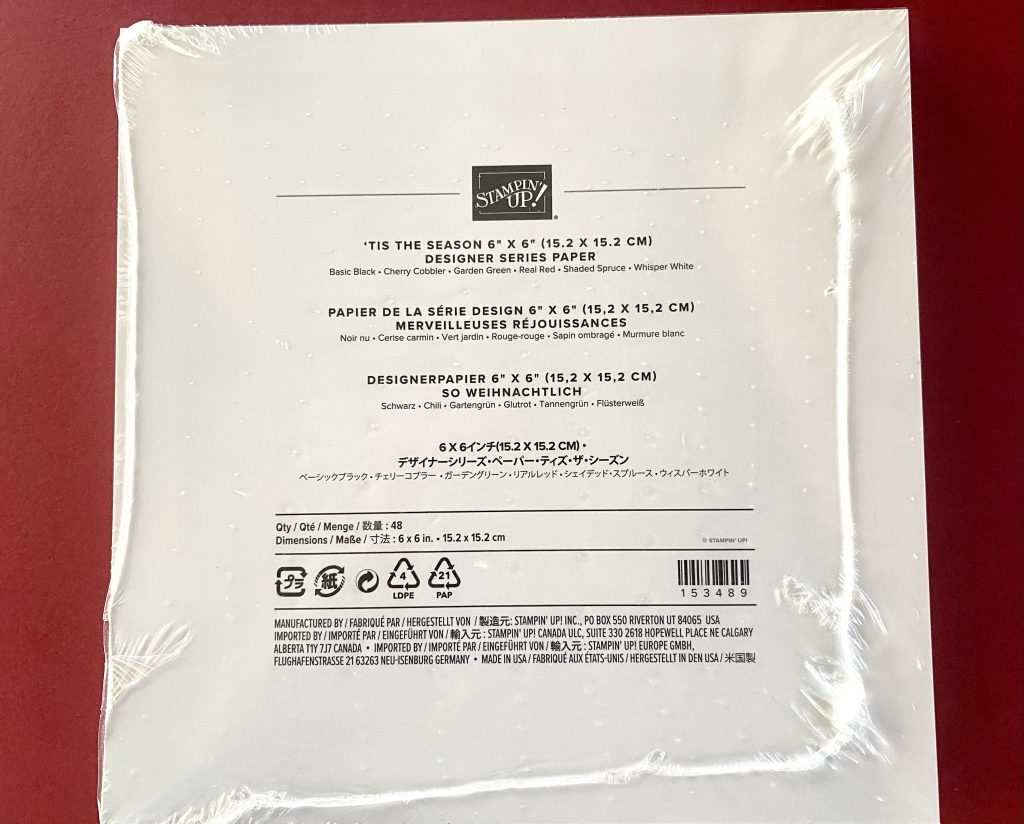 STAMPIN' UP!®
'TIS THE SEASON 6" X 6" (15.2 X 15.2 CM)
DESIGNER SERIES PAPER
Basic Black • Cherry Cobbler • Garden Green • Real Red • Shaded Spruce • Whisper White
PAPIER DE LA SÉRIE DESIGN 6" X 6" (15,2 X 15,2 CM)
MERVEILLEUSES RÉJOUISSANCES
Noir nu • Cerise carmin • Vert jardin • Rouge-rouge • Sapin ombragé • Murmure blanc
DESIGNERPAPIER 6" X 6" (15,2 X 15,2 CM)
SO WEIHNACHTLICH
Schwarz • Chili • Gartengrün • Glutrot • Tannengrün • Flüsterweiß
6 X 6インチ(15.2 X 15.2 CM)・
デザイナーシリーズ・ペーパー・ティズ・ザ・シーズン
ベーシックブラック・チェリーコブラー・ガーデングリーン・リアルレッド・シェイデッド・スプルース・ウィスパーホワイト
Qty / Qté / Menge / 数量 : 48
Dimensions / Maße / 寸法 : 6 x 6 in. • 15.2 x 15.2 cm
© STAMPIN' UP!
プラ 紙 4 21
LDPE PAP
153489
MANUFACTURED BY / FABRIQUÉ PAR / HERGESTELLT VON / 製造元: STAMPIN' UP! INC., PO BOX 550 RIVERTON UT 84065 USA
IMPORTED BY / IMPORTÉ PAR / EINGEFÜHRT VON / 輸入元 : STAMPIN' UP! CANADA ULC, SUITE 330 2618 HOPEWELL PLACE NE CALGARY
ALBERTA T1Y 7J7 CANADA • IMPORTED BY / IMPORTÉ PAR / EINGEFÜHRT VON / 輸入元 : STAMPIN' UP! EUROPE GMBH,
FLUGHAFENSTRASSE 21 63263 NEU-ISENBURG GERMANY • MADE IN USA / FABRIQUÉ AUX ÉTATS-UNIS / HERGESTELLT IN DEN USA / 米国製